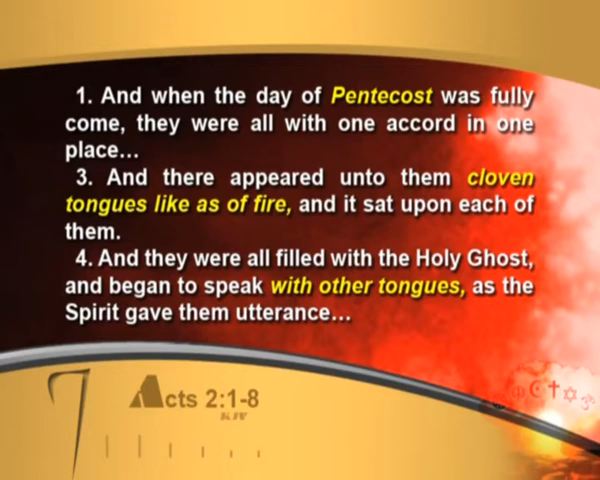 1. And when the day of Pentecost was fully
come, they were all with one accord in one
place...
3. And there appeared unto them cloven
tongues like as of fire, and it sat upon each of
them.
4. And they were all filled with the Holy Ghost,
and began to speak with other tongues, as the
Spirit gave them utterance...
7
Acts 2:1-8
KJV